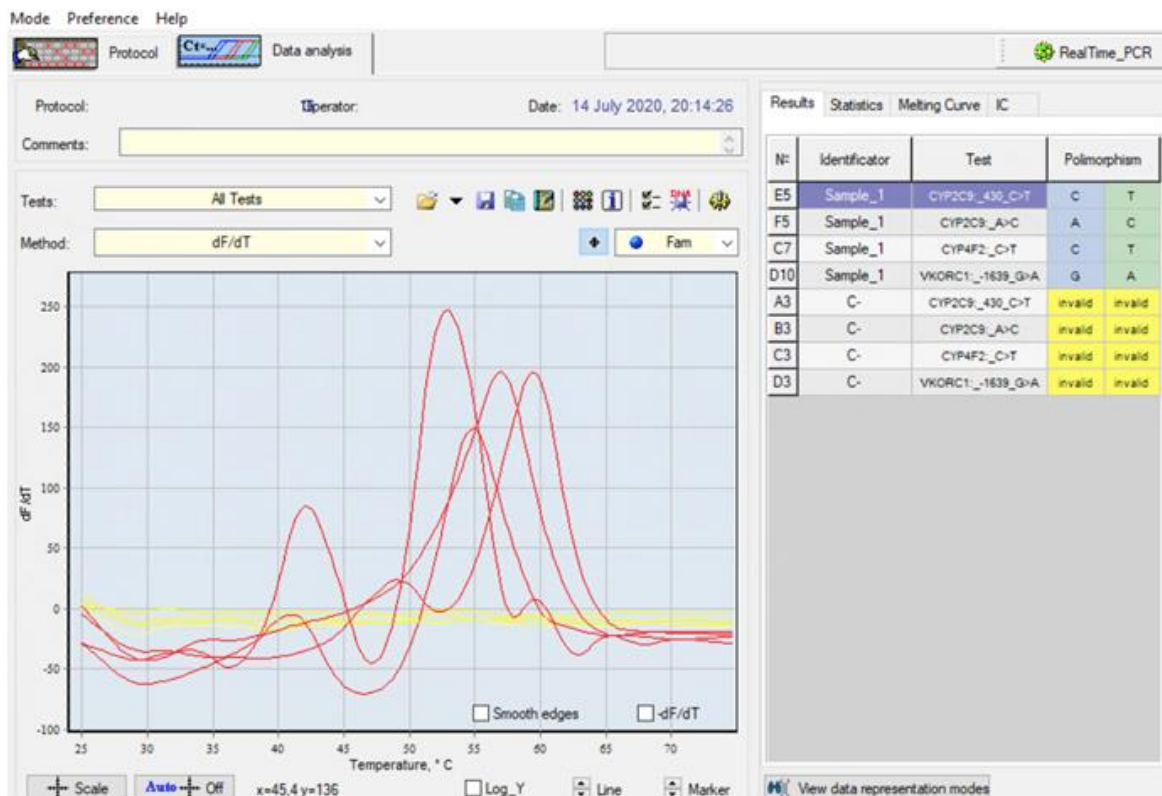 Mode Preference Help
Ct=... Protocol Data analysis RealTime_PCR
Protocol: Operator: Date: 14 July 2020, 20:14:26
Comments:
Tests: All Tests
Method: dF/dT Fam
250
200
150
100
50
0
-50
-100
dF/dT
25 30 35 40 45 50 55 60 65 70
Temperature, ° C
Smooth edges -dF/dT
Scale Auto Off x=45,4 y=136 Log_Y Line Marker
Results Statistics Melting Curve IC
№ Identificator Test Polimorphism
E5 Sample_1 CYP2C9:_430_C>T C T
F5 Sample_1 CYP2C9:_A>C A C
C7 Sample_1 CYP4F2:_C>T C T
D10 Sample_1 VKORC1:_-1639_G>A G A
A3 C- CYP2C9:_430_C>T invalid invalid
B3 C- CYP2C9:_A>C invalid invalid
C3 C- CYP4F2:_C>T invalid invalid
D3 C- VKORC1:_-1639_G>A invalid invalid
View data representation modes